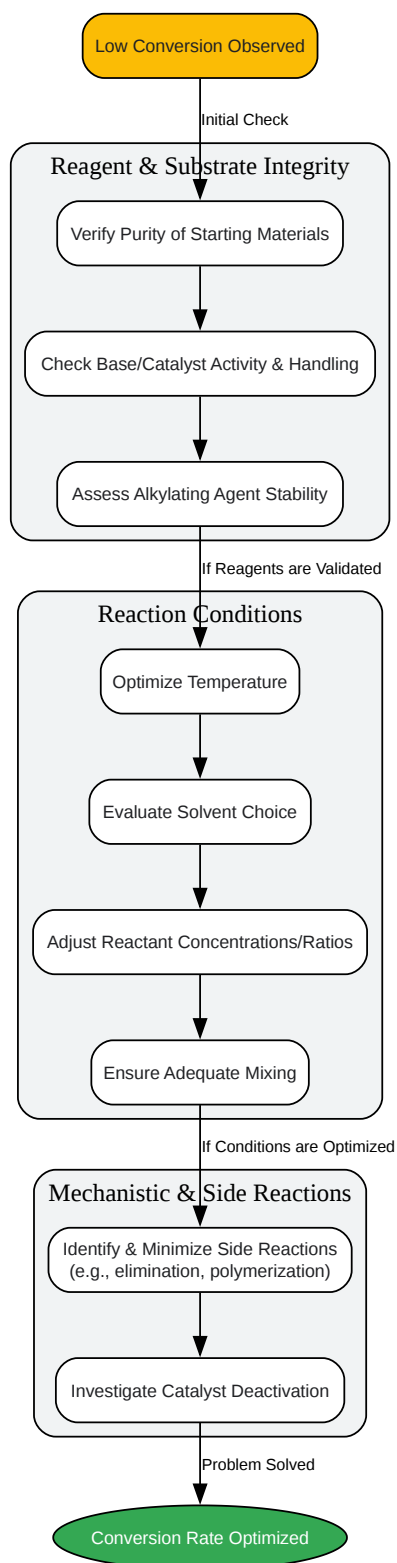 Low Conversion Observed
Initial Check
Reagent & Substrate Integrity
Verify Purity of Starting Materials
Check Base/Catalyst Activity & Handling
Assess Alkylating Agent Stability
If Reagents are Validated
Reaction Conditions
Optimize Temperature
Evaluate Solvent Choice
Adjust Reactant Concentrations/Ratios
Ensure Adequate Mixing
If Conditions are Optimized
Mechanistic & Side Reactions
Identify & Minimize Side Reactions
(e.g., elimination, polymerization)
Investigate Catalyst Deactivation
Problem Solved
Conversion Rate Optimized